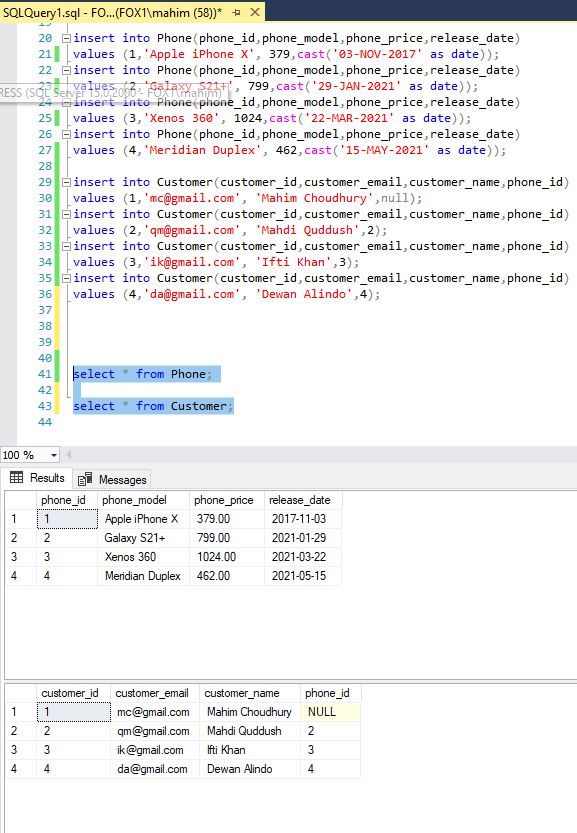 SQLQuery1.sql - FO...(FOX1\mahim (58))*
20 insert into Phone(phone_id,phone_model,phone_price,release_date)
21 values (1,'Apple iPhone X', 379,cast('03-NOV-2017' as date));
22 insert into Phone(phone_id,phone_model,phone_price,release_date)
23 values (2,'Galaxy S21+', 799,cast('29-JAN-2021' as date));
RESS (SQL Server 15.0.2000 - FOX1\mahim)
24 insert into Phone(phone_id,phone_model,phone_price,release_date)
25 values (3,'Xenos 360', 1024,cast('22-MAR-2021' as date));
26 insert into Phone(phone_id,phone_model,phone_price,release_date)
27 values (4,'Meridian Duplex', 462,cast('15-MAY-2021' as date));
28
29 insert into Customer(customer_id,customer_email,customer_name,phone_id)
30 values (1,'mc@gmail.com', 'Mahim Choudhury',null);
31 insert into Customer(customer_id,customer_email,customer_name,phone_id)
32 values (2,'qm@gmail.com', 'Mahdi Quddush',2);
33 insert into Customer(customer_id,customer_email,customer_name,phone_id)
34 values (3,'ik@gmail.com', 'Ifti Khan',3);
35 insert into Customer(customer_id,customer_email,customer_name,phone_id)
36 values (4,'da@gmail.com', 'Dewan Alindo',4);
37
38
39
40
41 select * from Phone;
42
43 select * from Customer;
44
100 %
Results Messages
phone_id phone_model phone_price release_date
1 1 Apple iPhone X 379.00 2017-11-03
2 2 Galaxy S21+ 799.00 2021-01-29
3 3 Xenos 360 1024.00 2021-03-22
4 4 Meridian Duplex 462.00 2021-05-15
customer_id customer_email customer_name phone_id
1 1 mc@gmail.com Mahim Choudhury NULL
2 2 qm@gmail.com Mahdi Quddush 2
3 3 ik@gmail.com Ifti Khan 3
4 4 da@gmail.com Dewan Alindo 4